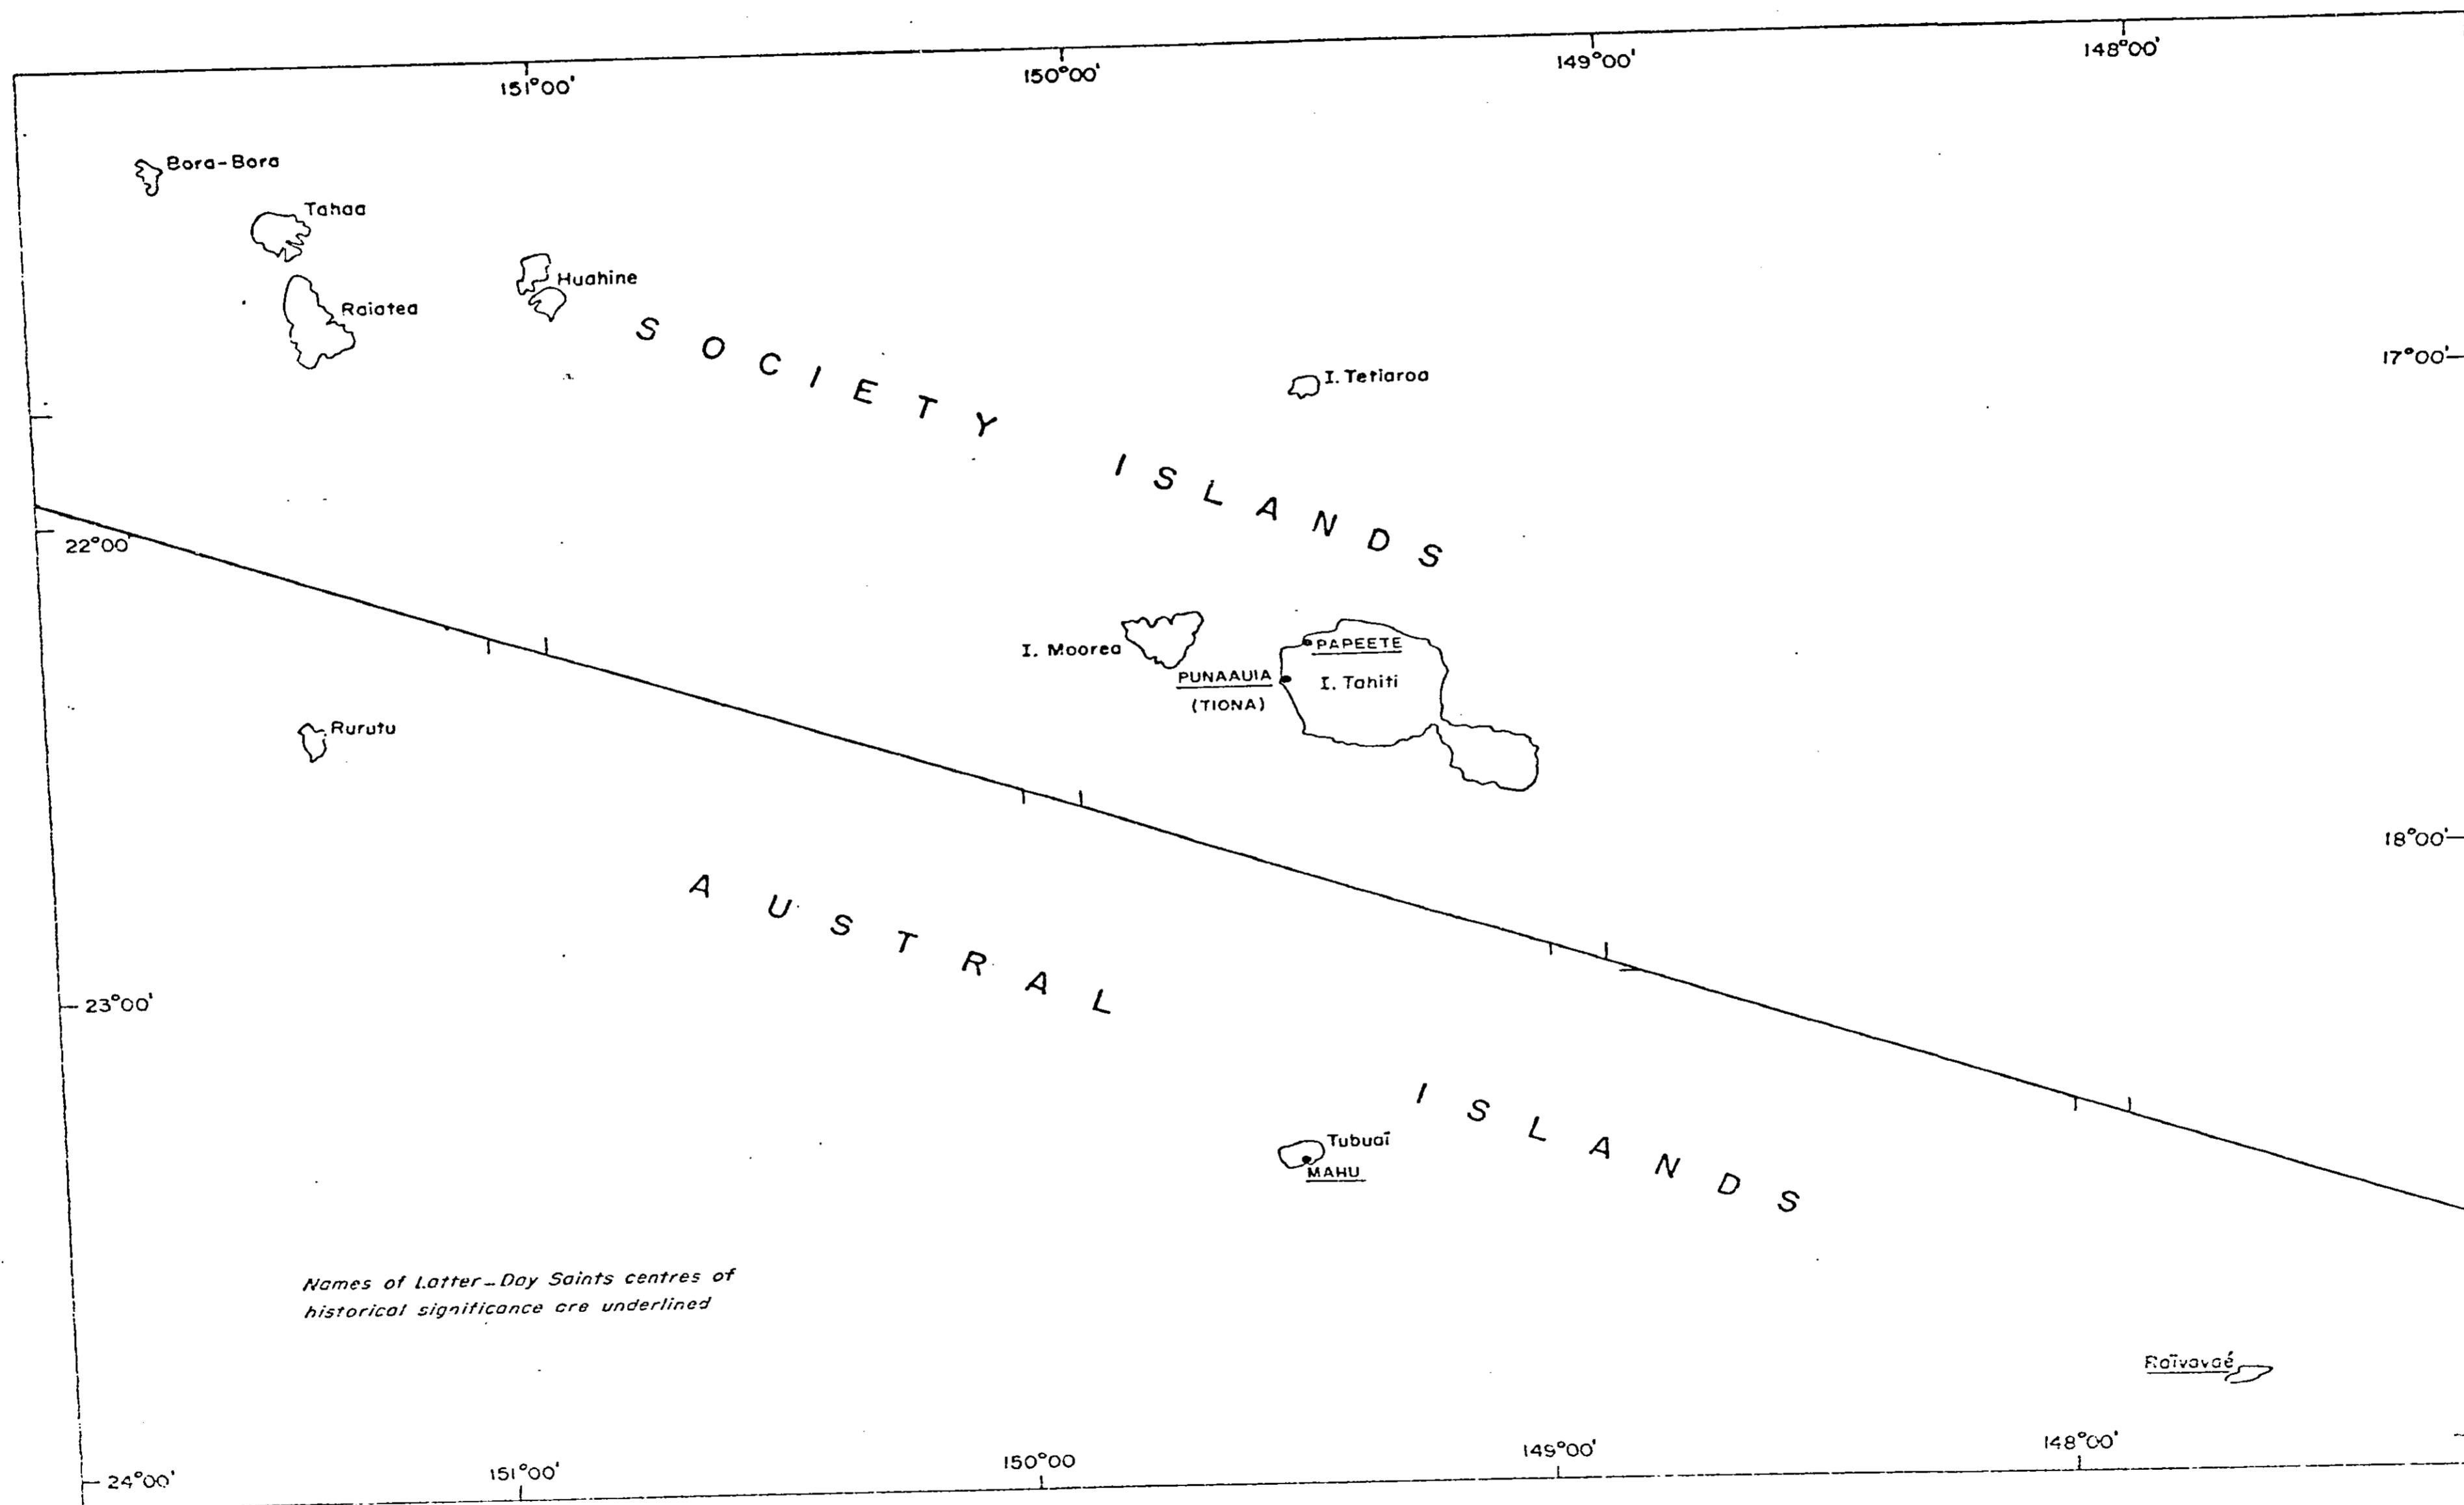 151°00'
150°00'
149°00'
148°00'
Bora-Bora
Tahaa
Huahine
Raiatea
SOCIETY ISLANDS
17°00'
I. Tetiaroa
22°00'
PAPEETE
I. Moorea
PUNAAUIA
(TIONA)
I. Tahiti
Rurutu
18°00'
AUSTRAL ISLANDS
23°00'
Tubuaï
MAHU
Names of Latter-Day Saints centres of
historical significance are underlined
Raïvavaé
24°00'
151°00'
150°00
149°00'
148°00'